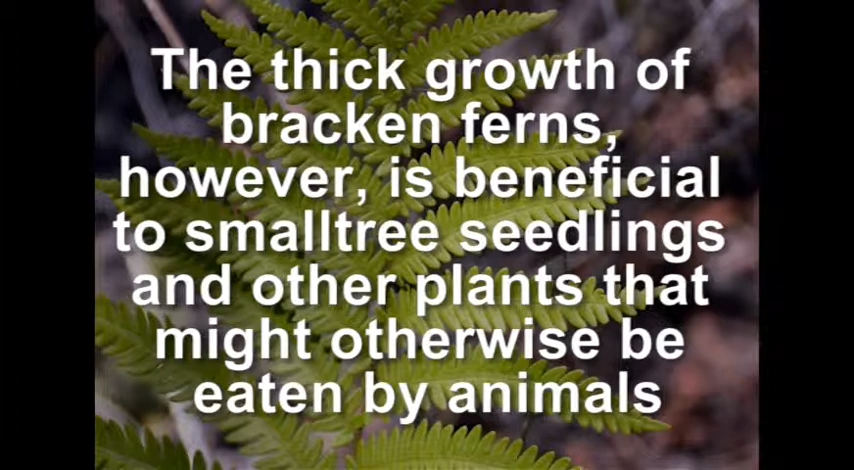 The thick growth of
bracken ferns,
however, is beneficial
to smalltree seedlings
and other plants that
might otherwise be
eaten by animals